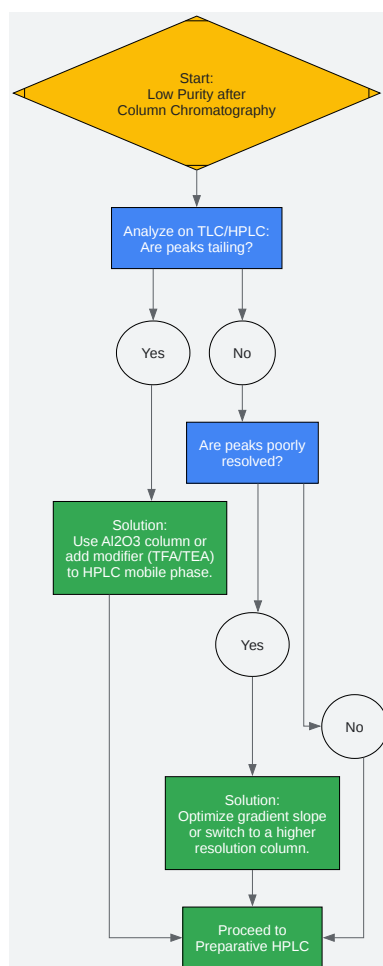 Start:
Low Purity after
Column Chromatography
Analyze on TLC/HPLC:
Are peaks tailing?
Yes
No
Are peaks poorly
resolved?
Solution:
Use Al2O3 column or
add modifier (TFA/TEA)
to HPLC mobile phase.
Yes
No
Solution:
Optimize gradient slope
or switch to a higher
resolution column.
Proceed to
Preparative HPLC